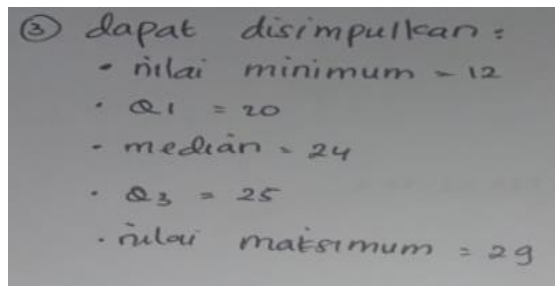 ③ dapat disimpulkan :
• nilai minimum = 12
• Q1 = 20
• median = 24
• Q3 = 25
• nilai maksimum = 29